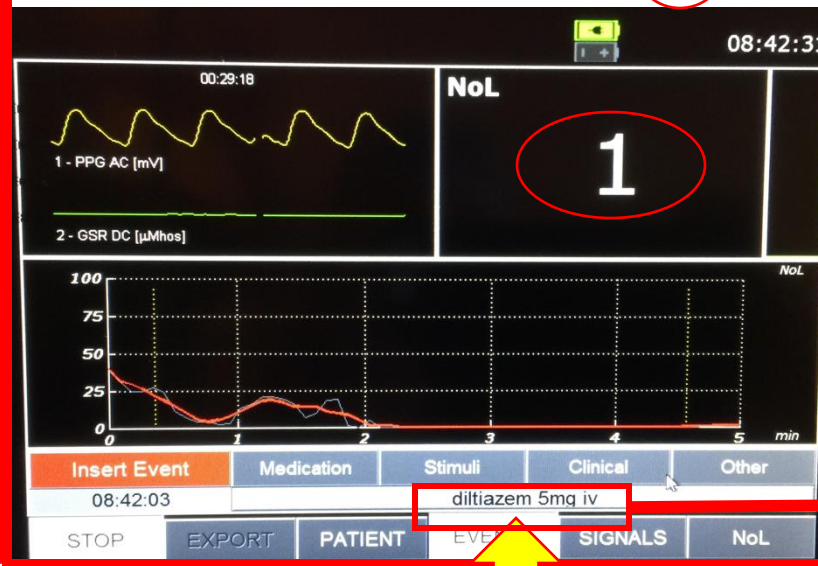 08:42:3
00:29:18
NoL
1
1 - PPG AC [mV]
2 - GSR DC [µMhos]
NoL
100
75
50
25
0
0 1 2 3 4 5 min
Insert Event Medication Stimuli Clinical Other
08:42:03 diltiazem 5mg iv
STOP EXPORT PATIENT SIGNALS NoL